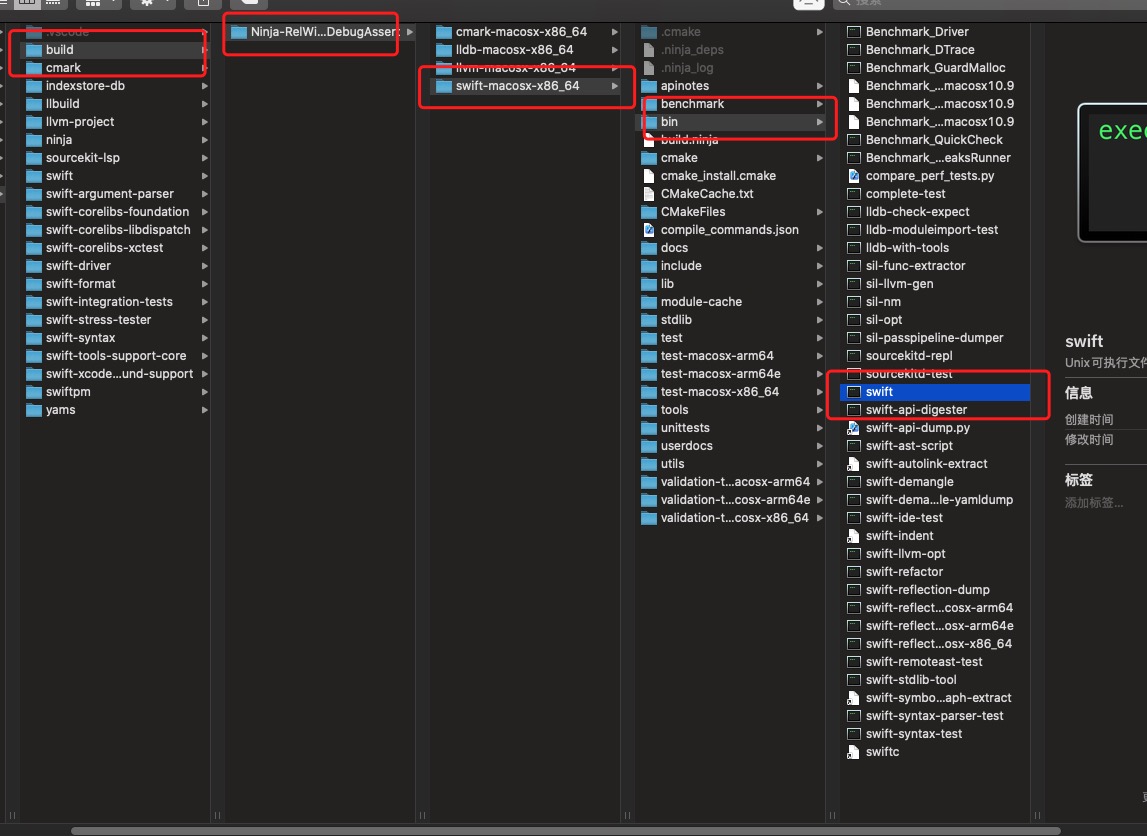 搜索
.vscode
build
cmark
indexstore-db
llbuild
llvm-project
ninja
sourcekit-lsp
swift
swift-argument-parser
swift-corelibs-foundation
swift-corelibs-libdispatch
swift-corelibs-xctest
swift-driver
swift-format
swift-integration-tests
swift-stress-tester
swift-syntax
swift-tools-support-core
swift-xcode...und-support
swiftpm
yams
Ninja-RelWi...DebugAssert
cmark-macosx-x86_64
lldb-macosx-x86_64
llvm-macosx-x86_64
swift-macosx-x86_64
.cmake
.ninja_deps
.ninja_log
apinotes
benchmark
bin
build.ninja
cmake
cmake_install.cmake
CMakeCache.txt
CMakeFiles
compile_commands.json
docs
include
lib
module-cache
stdlib
test
test-macosx-arm64
test-macosx-arm64e
test-macosx-x86_64
tools
unittests
userdocs
utils
validation-t...acosx-arm64
validation-t...cosx-arm64e
validation-t...cosx-x86_64
Benchmark_Driver
Benchmark_DTrace
Benchmark_GuardMalloc
Benchmark_...macosx10.9
Benchmark_...macosx10.9
Benchmark_...macosx10.9
Benchmark_QuickCheck
Benchmark_...eaksRunner
compare_perf_tests.py
complete-test
lldb-check-expect
lldb-moduleimport-test
lldb-with-tools
sil-func-extractor
sil-llvm-gen
sil-nm
sil-opt
sil-passpipeline-dumper
sourcekitd-repl
sourcekitd-test
swift
swift-api-digester
swift-api-dump.py
swift-ast-script
swift-autolink-extract
swift-demangle
swift-dema...le-yamldump
swift-ide-test
swift-indent
swift-llvm-opt
swift-refactor
swift-reflection-dump
swift-reflect...cosx-arm64
swift-reflect...osx-arm64e
swift-reflect...osx-x86_64
swift-remoteast-test
swift-stdlib-tool
swift-symbo...aph-extract
swift-syntax-parser-test
swift-syntax-test
swiftc
exec
swift
Unix可执行文件
信息
创建时间
修改时间
标签
添加标签...